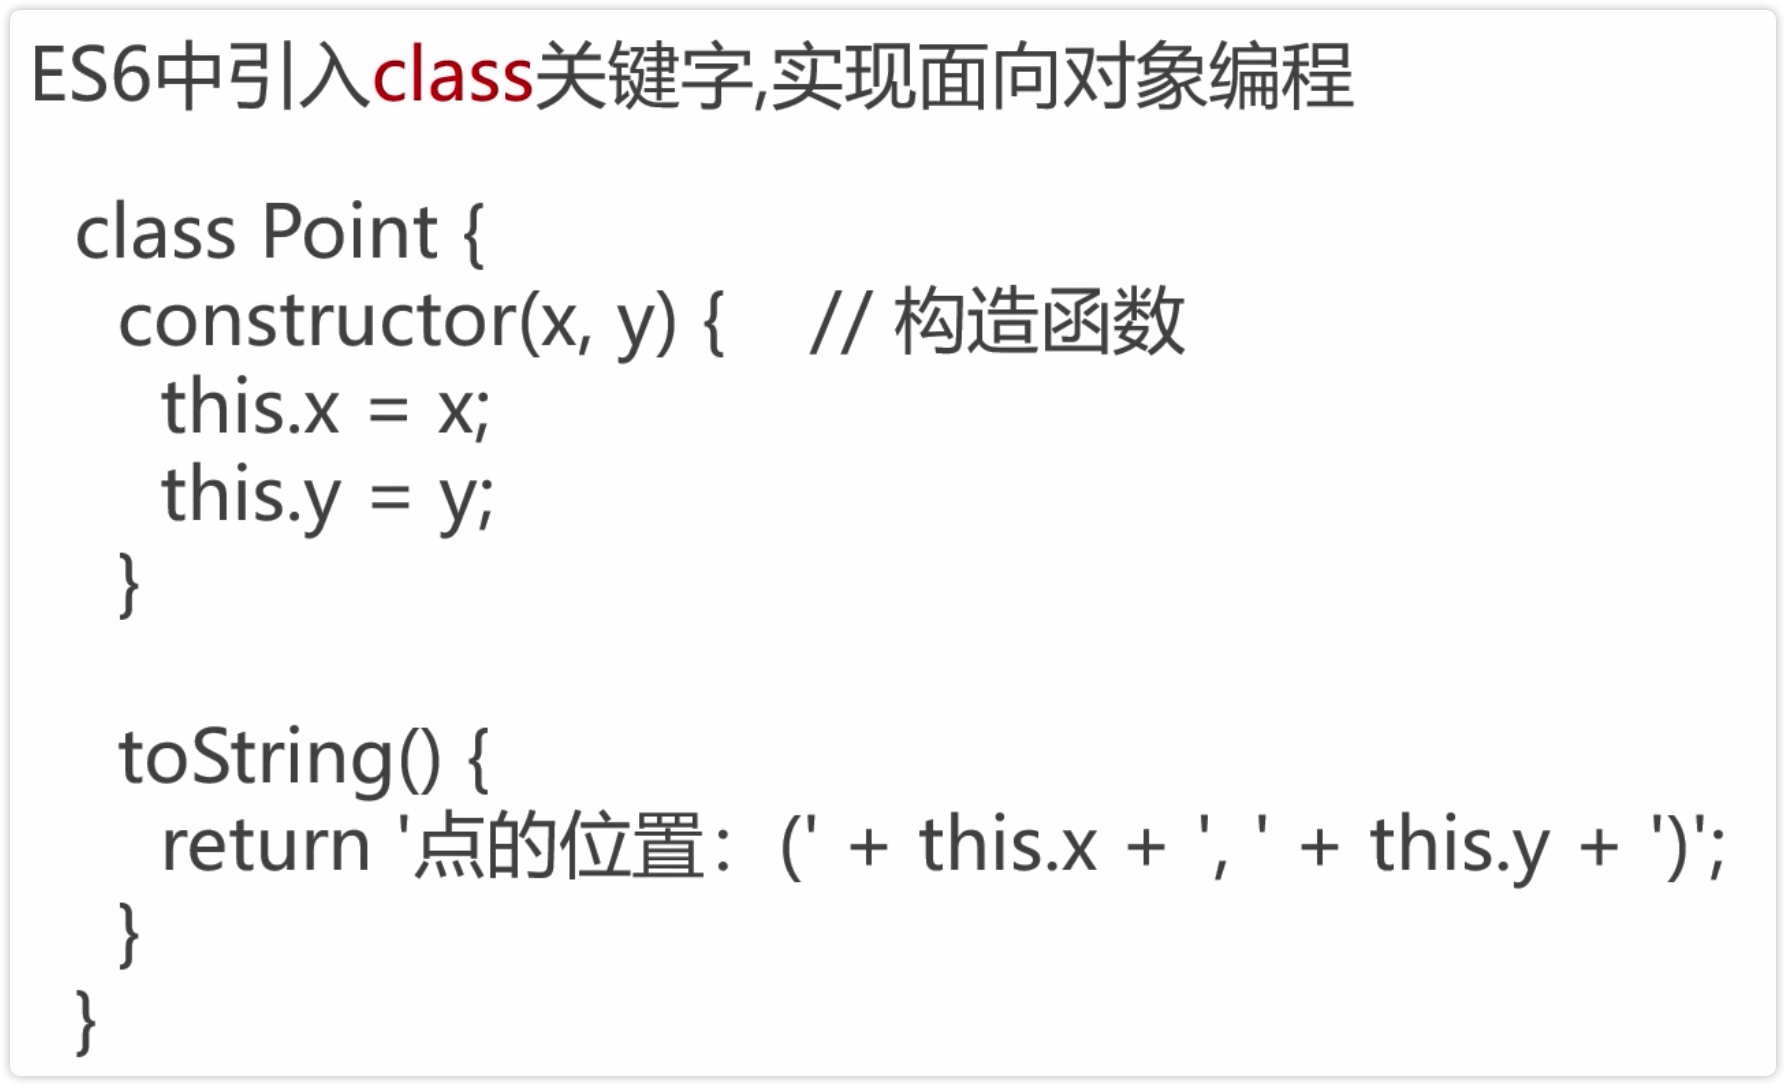 ES6中引入class关键字,实现面向对象编程
class Point {
constructor(x, y) { // 构造函数
this.x = x;
this.y = y;
}
toString() {
return '点的位置：(' + this.x + ', ' + this.y + ')';
}
}